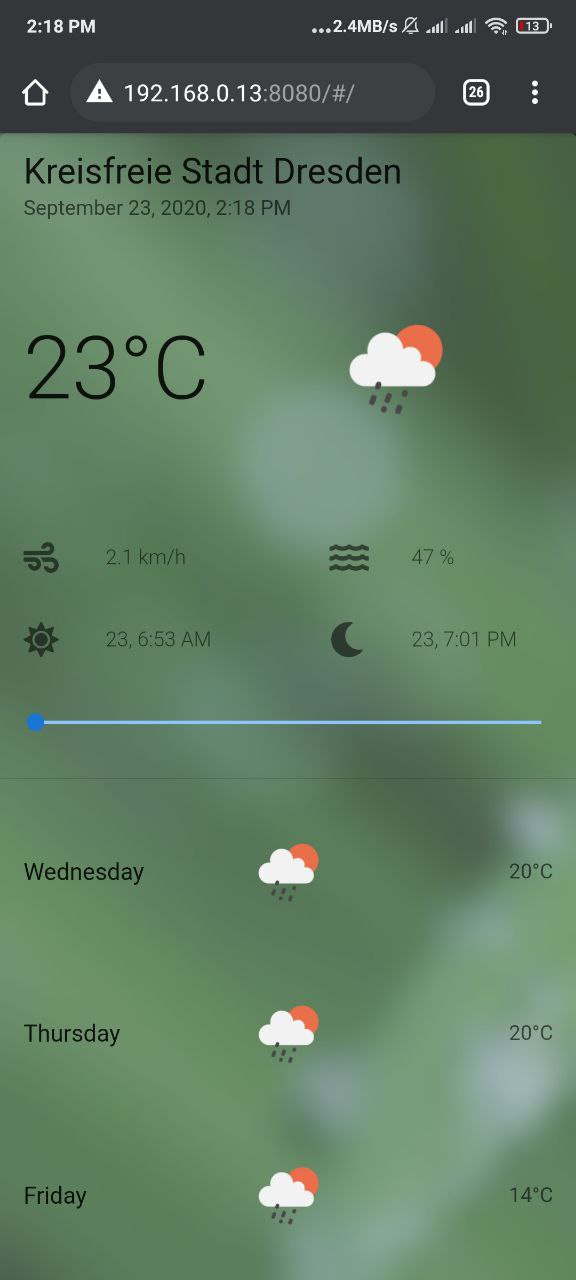 2:18 PM
...2.4MB/s
13
192.168.0.13:8080/#/
26
Kreisfreie Stadt Dresden
September 23, 2020, 2:18 PM
23°C
2.1 km/h
47 %
23, 6:53 AM
23, 7:01 PM
Wednesday
20°C
Thursday
20°C
Friday
14°C